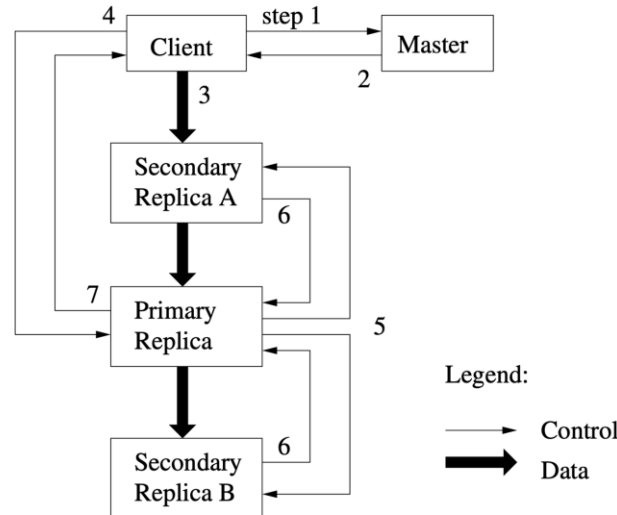 4
step 1
Client
Master
2
3
Secondary
Replica A
6
7
Primary
Replica
5
Legend:
Control
6
Secondary
Replica B
Data